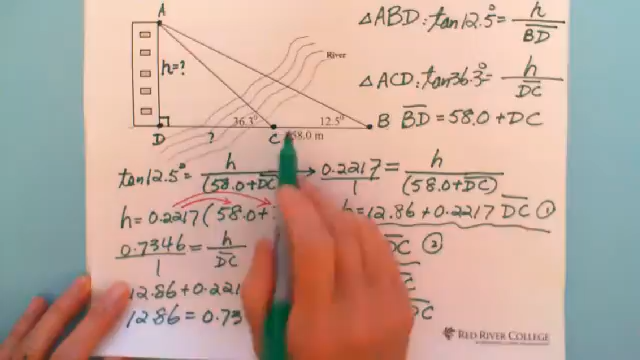 A
△ABD: tan12.5°= h/BD
h=?
River
△ACD: tan36.3°= h/DC
36.3°
12.5°
B
BD = 58.0 + DC
D
?
C
58.0 m
tan12.5° = h/(58.0+DC) → 0.2217/1 = h/(58.0+DC)
h = 0.2217(58.0+
h = 12.86 + 0.2217 DC ①
0.7346/1 = h/DC
DC ②
12.86 + 0.221
12.86 = 0.73
DC
RED RIVER COLLEGE